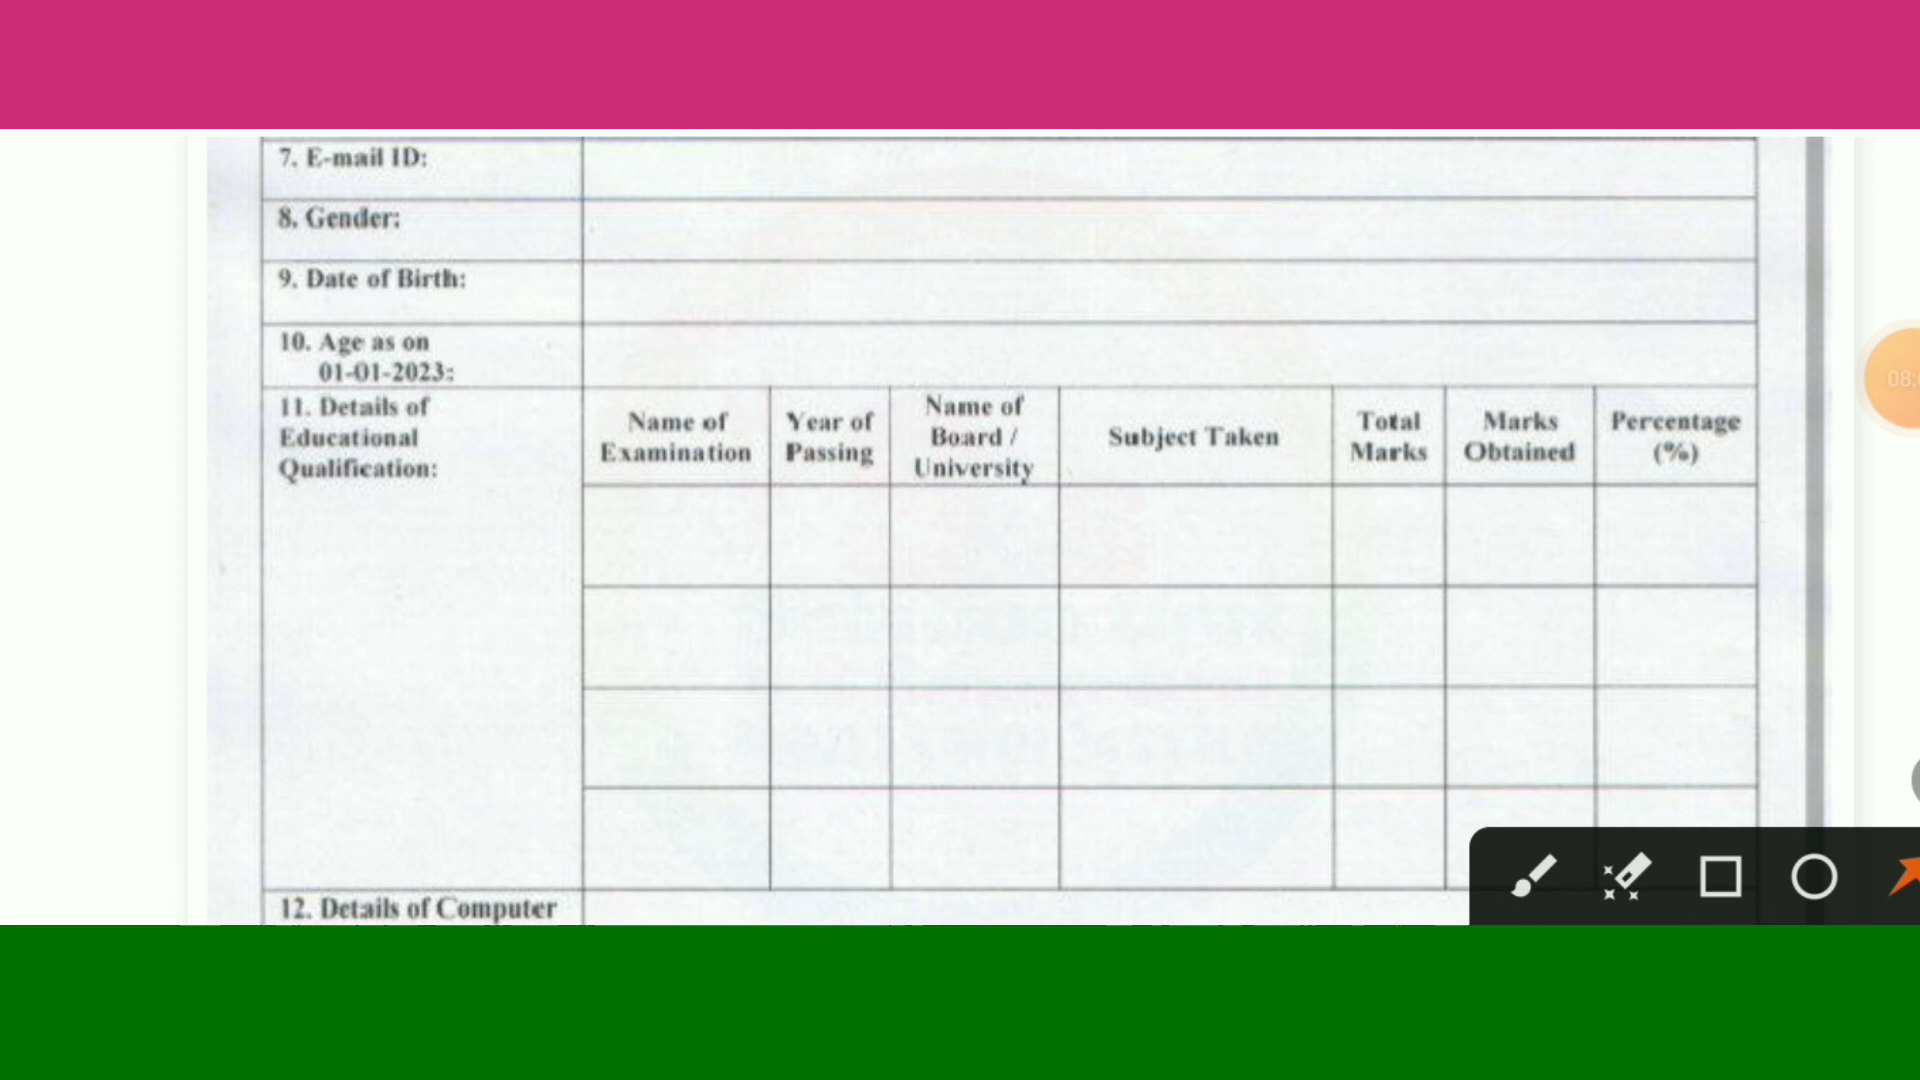 7. E-mail ID:
8. Gender:
9. Date of Birth:
10. Age as on
01-01-2023:
11. Details of
Educational
Qualification:
Name of
Examination
Year of
Passing
Name of
Board /
University
Subject Taken
Total
Marks
Marks
Obtained
Percentage
(%)
12. Details of Computer
08: